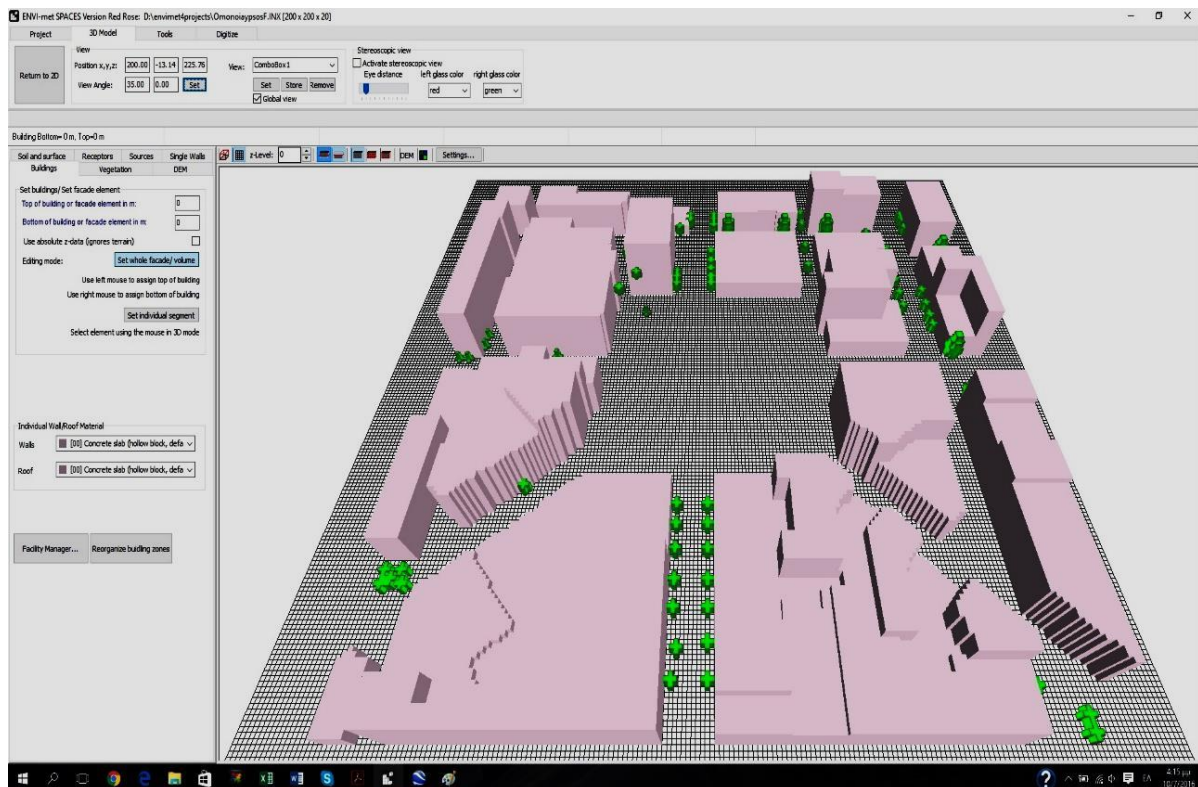 ENVI-met SPACES Version Red Rose: D:\envimet4projects\OmonoiaypsosF.INX [200 x 200 x 20]
Project 3D Model Tools Digitize
View
Stereoscopic view
Return to 2D
Position x,y,z: 200.00 -13.14 225.76
View: ComboBox1
Activate stereoscopic view
View Angle: 35.00 0.00 Set
Set Store Remove
Eye distance left glass color right glass color
Global view
red green
Building Bottom= 0 m, Top=0 m
Soil and surface Receptors Sources Single Walls
Buildings Vegetation DEM
z-Level: 0 DEM Settings...
Set buildings/Set facade element
Top of building or facade element in m: 0
Bottom of building or facade element in m: 0
Use absolute z-data (ignores terrain)
Editing mode: Set whole facade/ volume
Use left mouse to assign top of building
Use right mouse to assign bottom of building
Set individual segment
Select element using the mouse in 3D mode
Individual Wall/Roof Material
Walls [00] Concrete slab (hollow block, defa
Roof [00] Concrete slab (hollow block, defa
Facility Manager... Reorganize building zones
ΕΛ
4:15 μμ
10/7/2016